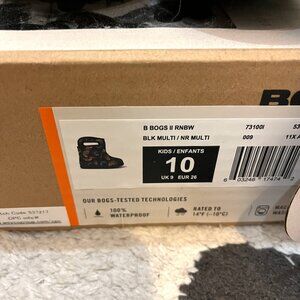 BO
B BOGS II RNBW
73100I
BLK MULTI / NR MULTI
009
KIDS / ENFANTS
10
UK 9 EUR 26
OUR BOGS-TESTED TECHNOLOGIES
100%
WATERPROOF
RATED TO
14°F (-10°C)